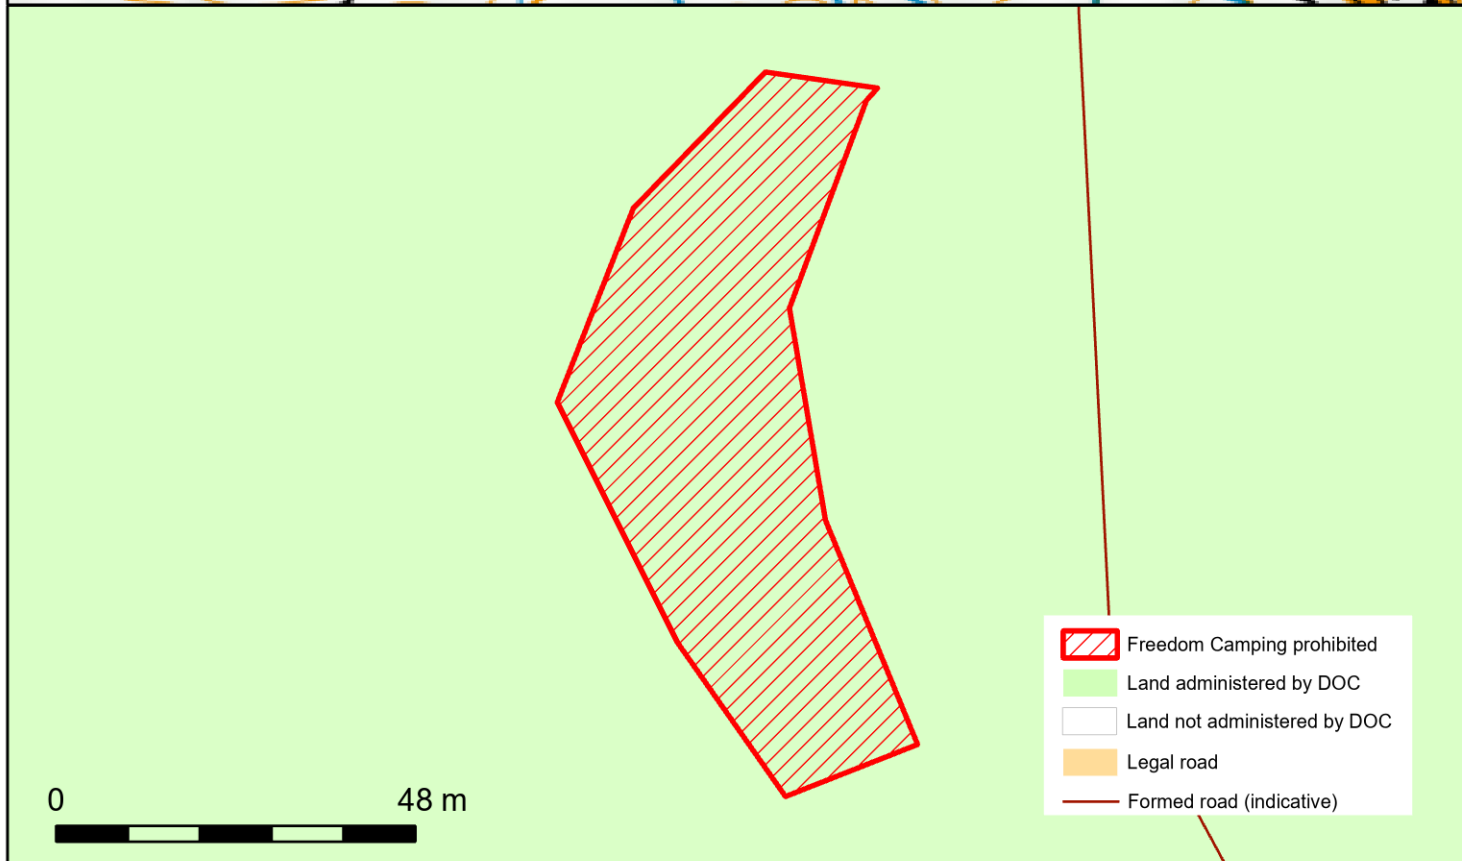 Freedom Camping prohibited
Land administered by DOC
Land not administered by DOC
Legal road
Formed road (indicative)
0 48 m